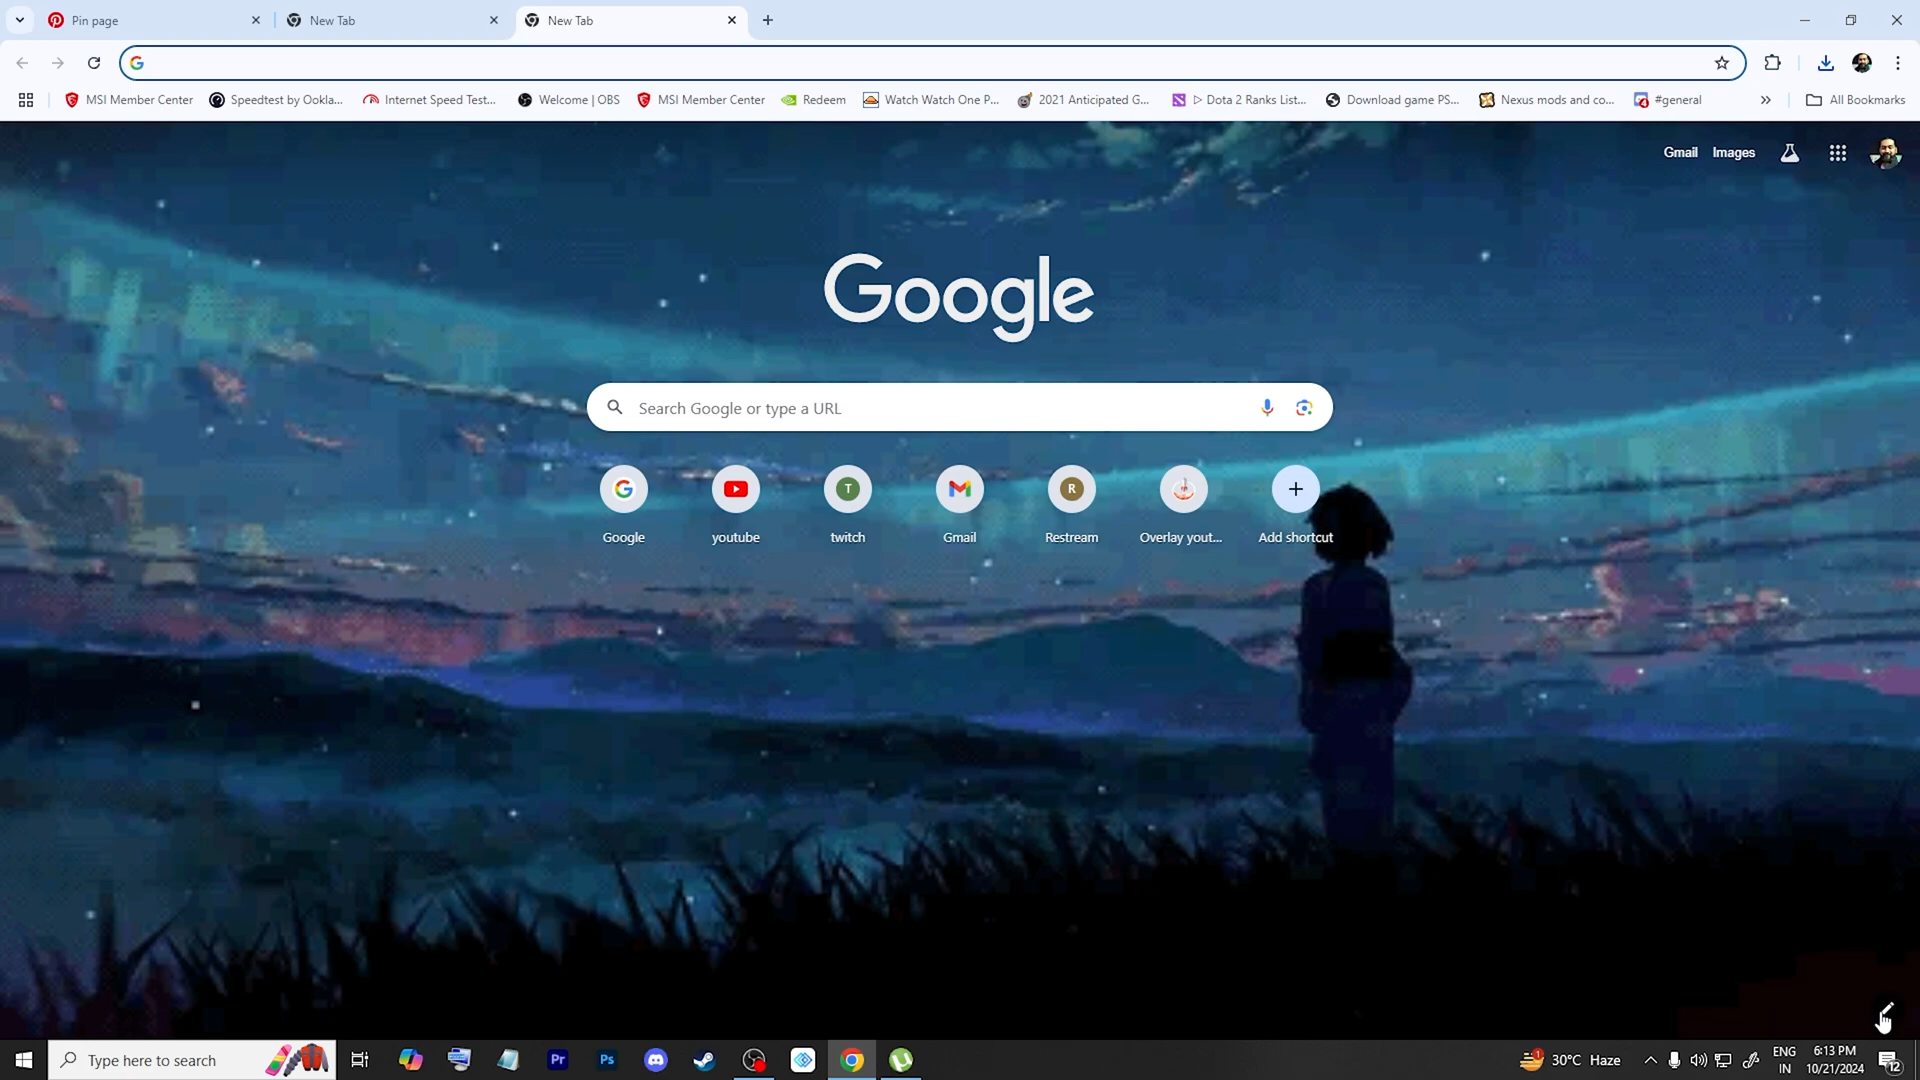 Pin page
New Tab
New Tab
MSI Member Center
Speedtest by Ookla...
Internet Speed Test...
Welcome | OBS
MSI Member Center
Redeem
Watch Watch One P...
2021 Anticipated G...
▷ Dota 2 Ranks List...
Download game PS...
Nexus mods and co...
#general
All Bookmarks
Gmail
Images
Google
Search Google or type a URL
T
R
Google
youtube
twitch
Gmail
Restream
Overlay yout...
Add shortcut
Type here to search
Pr
Ps
1
30°C Haze
ENG
IN
6:13 PM
10/21/2024
12